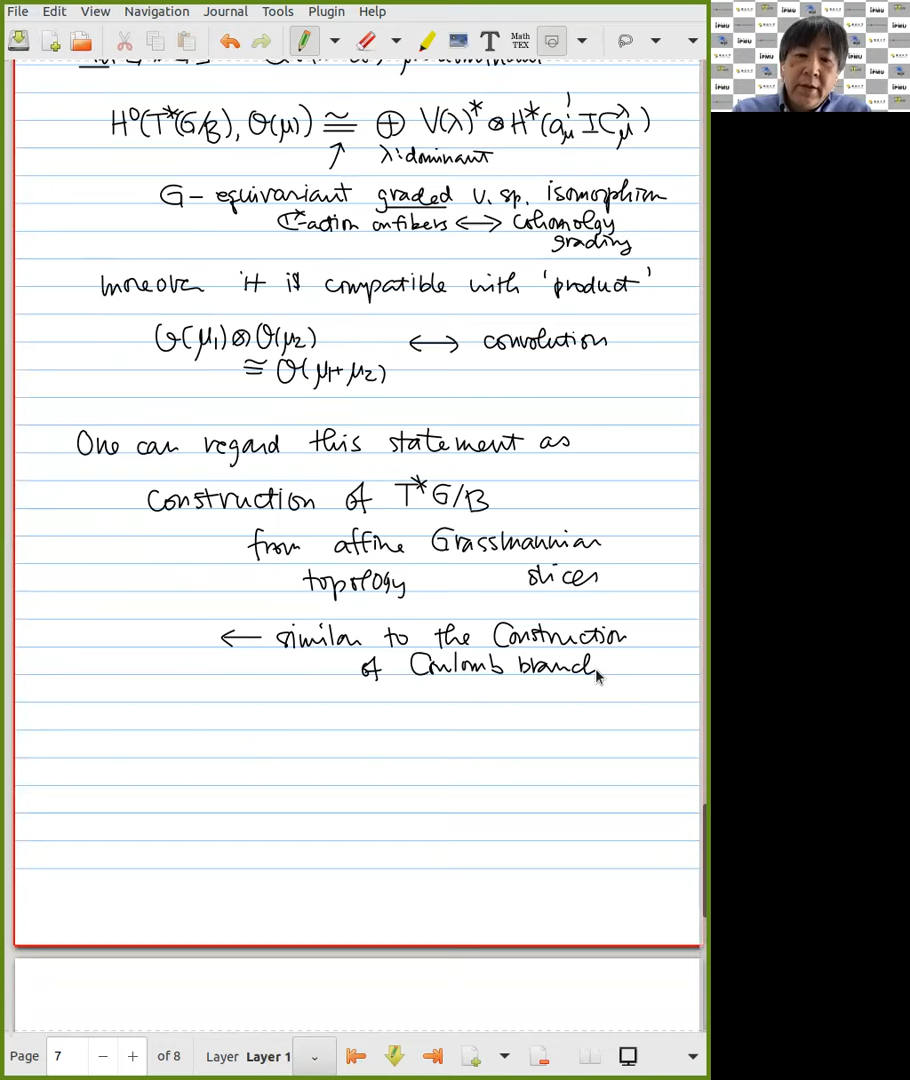 File Edit View Navigation Journal Tools Plugin Help
Math TEX
H⁰(T*(G/B), O(μ)) ≅ ⊕ V(λ)* ⊗ H*(a!μ ICλμ)
↑ λ: dominant
G - equivariant graded v. sp. isomorphism
C*-action on fibers ⟷ cohomology
grading
moreover it is compatible with 'product'
O(μ1) ⊗ O(μ2) ⟷ convolution
≅ O(μ1+μ2)
One can regard this statement as
Construction of T*G/B
from affine Grassmannian
topology slices
← similar to the Construction
of Coulomb branch
Page 7 of 8 Layer Layer 1